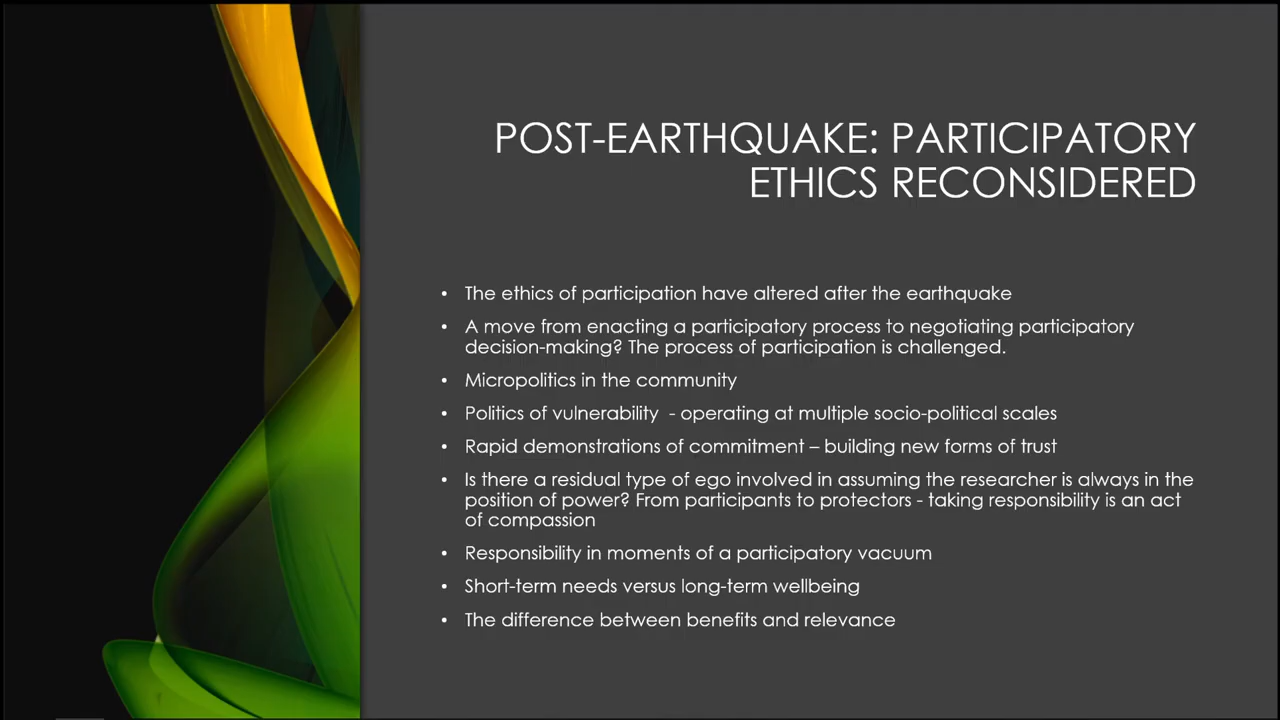 POST-EARTHQUAKE: PARTICIPATORY
ETHICS RECONSIDERED
• The ethics of participation have altered after the earthquake
• A move from enacting a participatory process to negotiating participatory
decision-making? The process of participation is challenged.
• Micropolitics in the community
• Politics of vulnerability  - operating at multiple socio-political scales
• Rapid demonstrations of commitment – building new forms of trust
• Is there a residual type of ego involved in assuming the researcher is always in the
position of power? From participants to protectors - taking responsibility is an act
of compassion
• Responsibility in moments of a participatory vacuum
• Short-term needs versus long-term wellbeing
• The difference between benefits and relevance